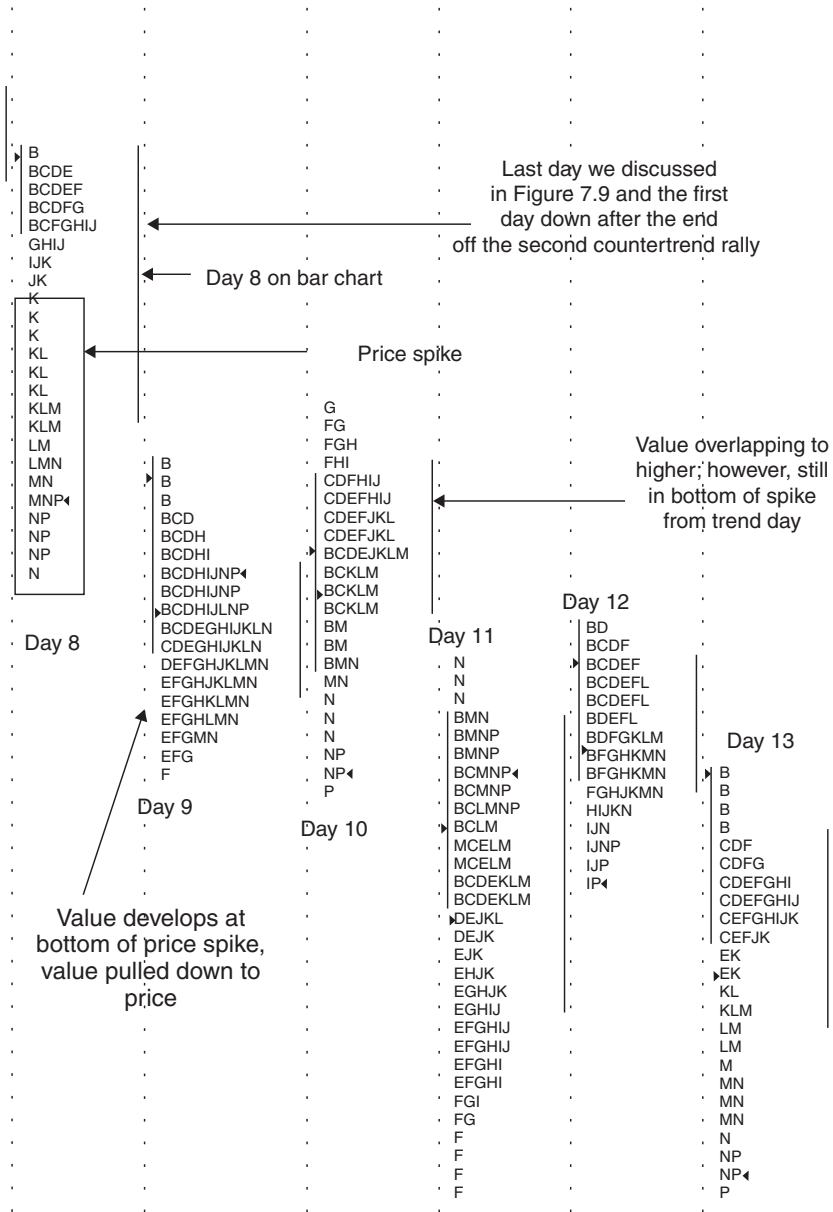 B
BCDE
BCDEF
BCDFG
BCFGHIJ
GHIJ
IJK
JK
K
K
K
KL
KL
KL
KLM
KLM
LM
LMN
MN
MNP
NP
NP
NP
N
Day 8
Last day we discussed
in Figure 7.9 and the first
day down after the end
off the second countertrend rally
Day 8 on bar chart
Price spike
B
B
B
BCD
BCDH
BCDHI
BCDHIJNP
BCDHIJNP
BCDHIJLNP
BCDEGHIJKLN
CDEGHIJKLN
DEFGHJKLMN
EFGHJKLMN
EFGHKLMN
EFGHLMN
EFGMN
EFG
F
Day 9
Value develops at
bottom of price spike,
value pulled down to
price
G
FG
FGH
FHI
CDFHIJ
CDEFHIJ
CDEFJKL
CDEFJKL
BCDEJKLM
BCKLM
BCKLM
BCKLM
BM
BM
BMN
MN
N
N
N
NP
NP
P
Day 10
Value overlapping to
higher; however, still
in bottom of spike
from trend day
Day 11
N
N
N
BMN
BMNP
BMNP
BCMNP
BCMNP
BCLMNP
BCLM
MCELM
MCELM
BCDEKLM
BCDEKLM
DEJKL
DEJK
EJK
EHJK
EGHJK
EGHIJ
EFGHIJ
EFGHIJ
EFGHI
EFGHI
FGI
FG
F
F
F
F
Day 12
BD
BCDF
BCDEF
BCDEFL
BCDEFL
BDEFL
BDFGKLM
BFGHKMN
BFGHKMN
FGHJKMN
HIJKN
IJN
IJNP
IJP
IP
Day 13
B
B
B
B
CDF
CDFG
CDEFGHI
CDEFGHIJ
CEFGHIJK
CEFJK
EK
EK
KL
KLM
LM
LM
M
MN
MN
MN
N
NP
NP
P